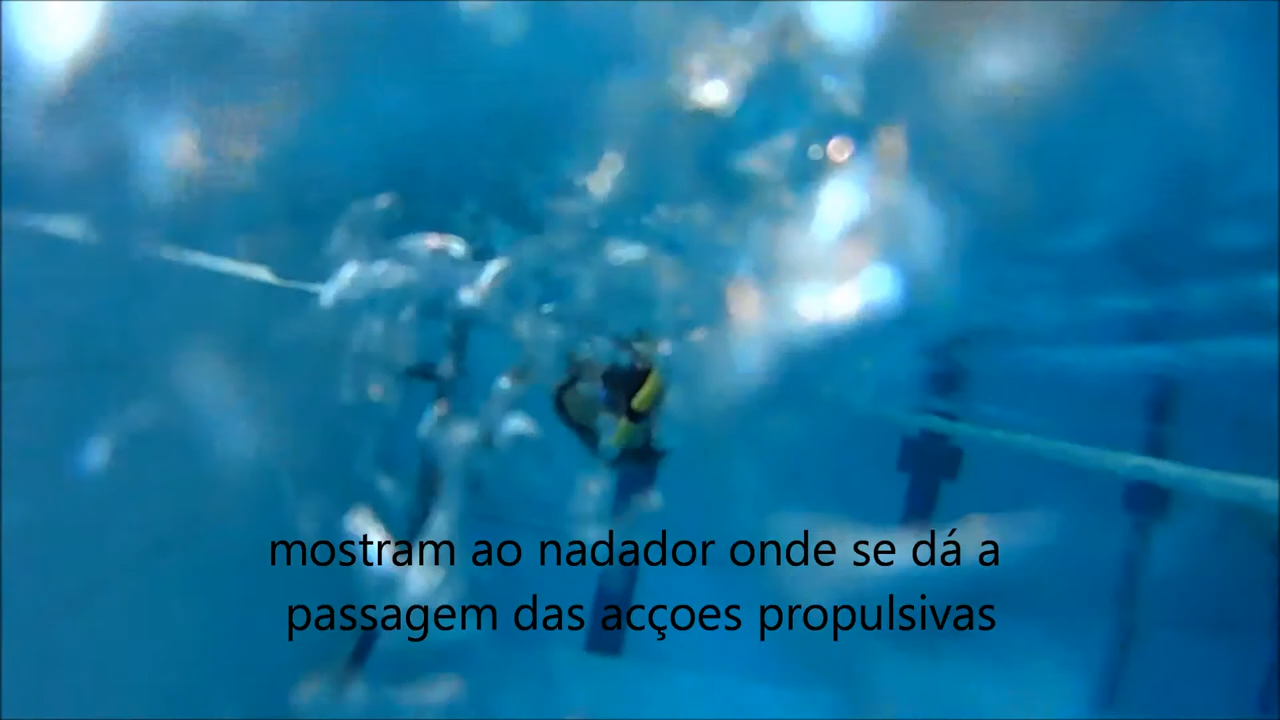 mostram ao nadador onde se dá a
passagem das acçoes propulsivas